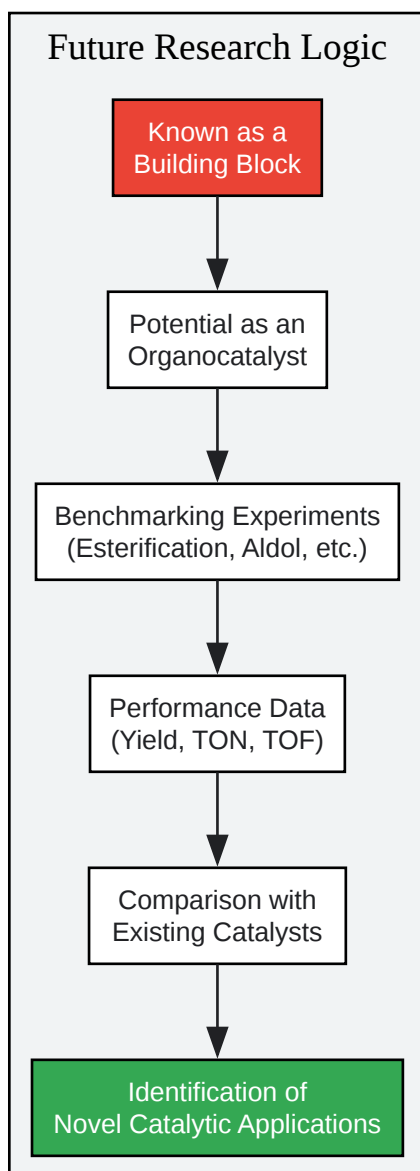 Future Research Logic
Known as a
Building Block
Potential as an
Organocatalyst
Benchmarking Experiments
(Esterification, Aldol, etc.)
Performance Data
(Yield, TON, TOF)
Comparison with
Existing Catalysts
Identification of
Novel Catalytic Applications